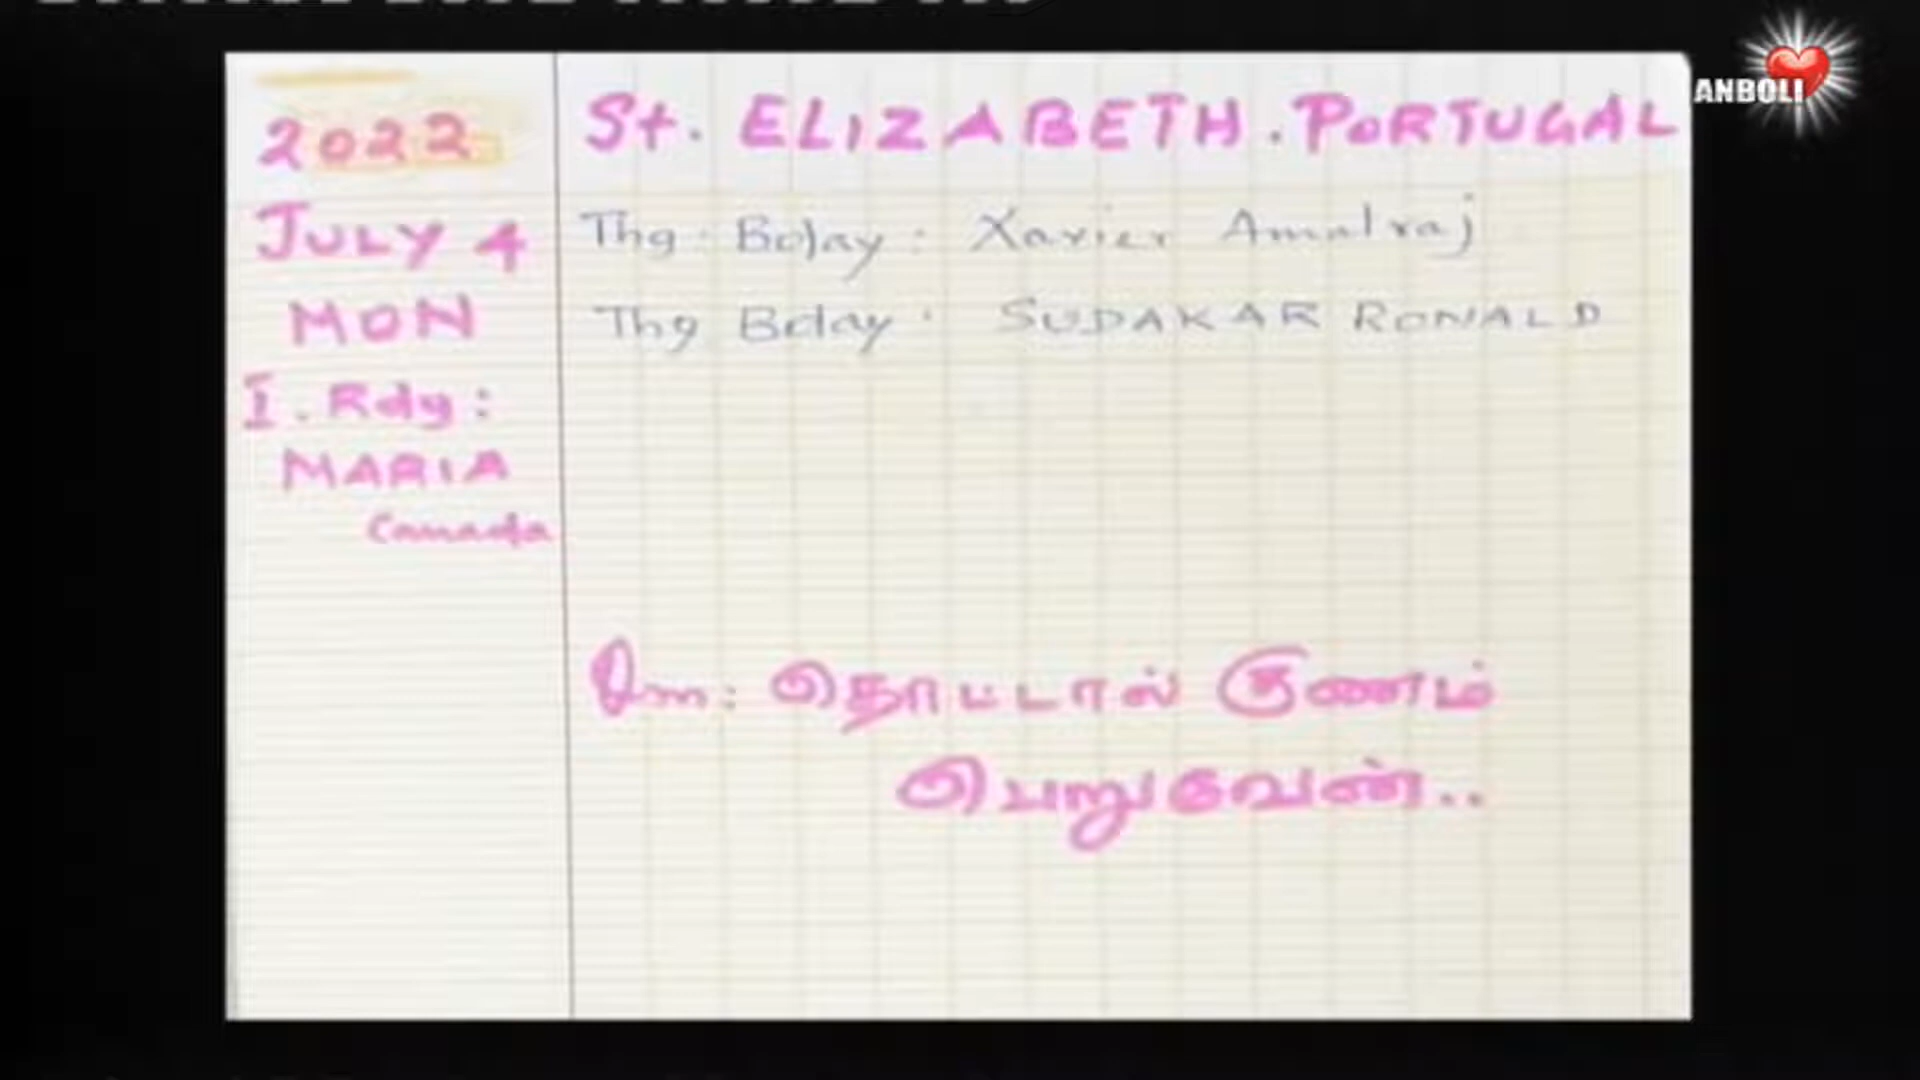 ANBOLI
2022
JULY 4
MON
I. Rdg:
MARIA
Canada
St. ELIZABETH. PORTUGAL
Thg. Bday: Xavier Amalraj
Thg Bday: SUDAKAR RONALD
தொட்டால் குணம்
பெறுவேன்..